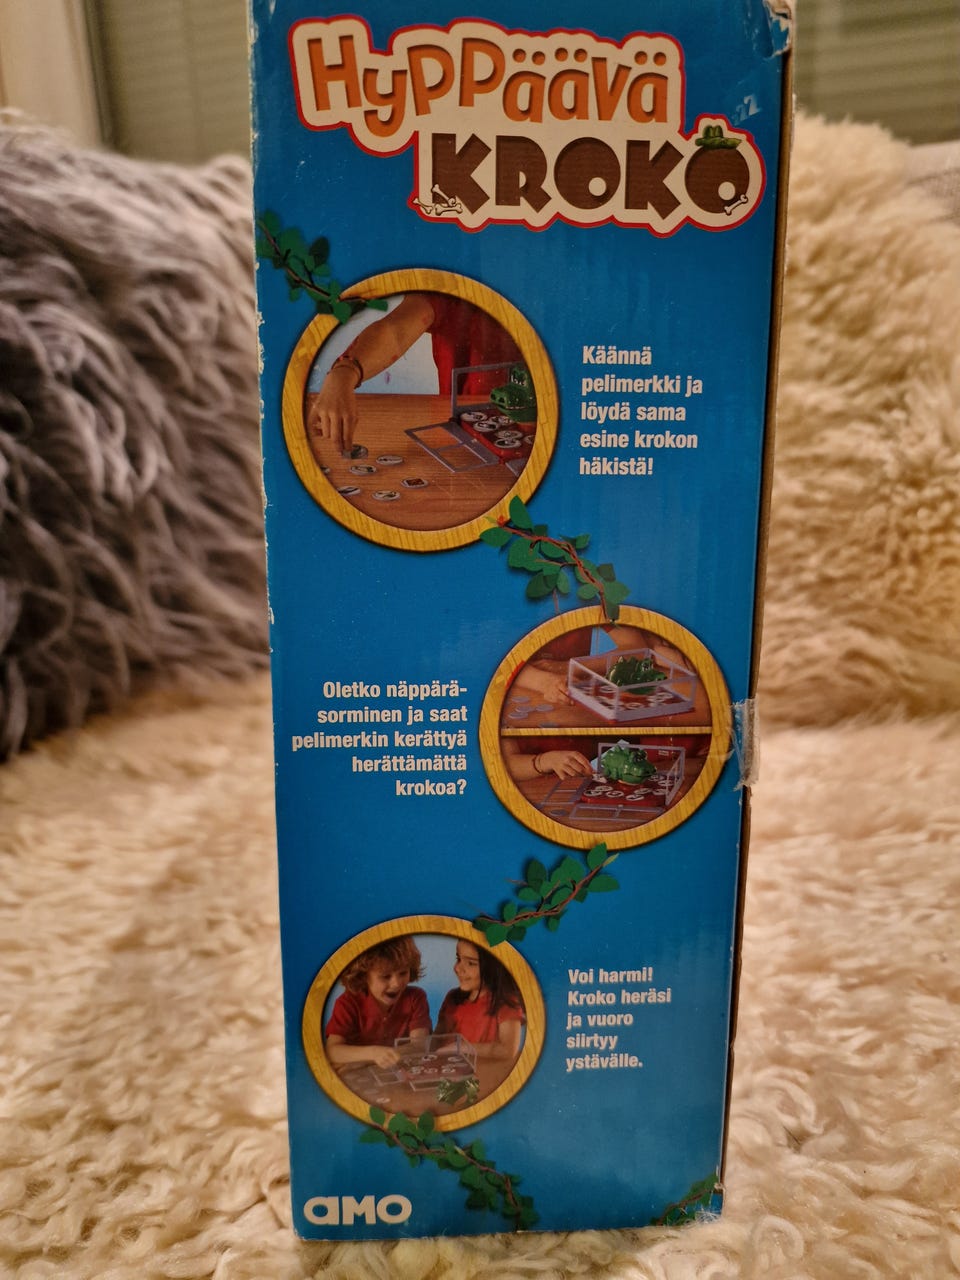 Hyppäävä
KROKO
zz
Käännä
pelimerkki ja
löydä sama
esine krokon
häkistä!
Oletko näppärä-
sorminen ja saat
pelimerkin kerättyä
herättämättä
krokoa?
Voi harmi!
Kroko heräsi
ja vuoro
siirtyy
ystävälle.
amo